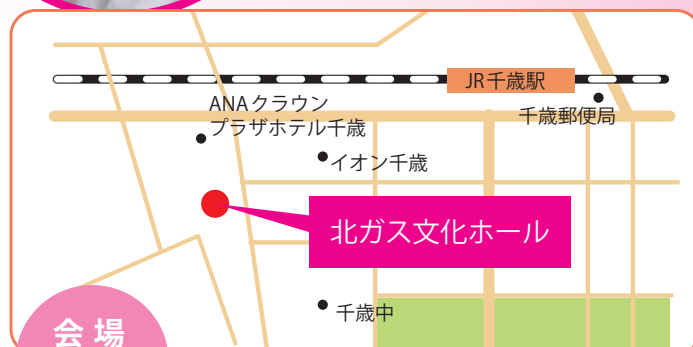 JR千歳駅
ANAクラウン
プラザホテル千歳
千歳郵便局
イオン千歳
北ガス文化ホール
千歳中
会場